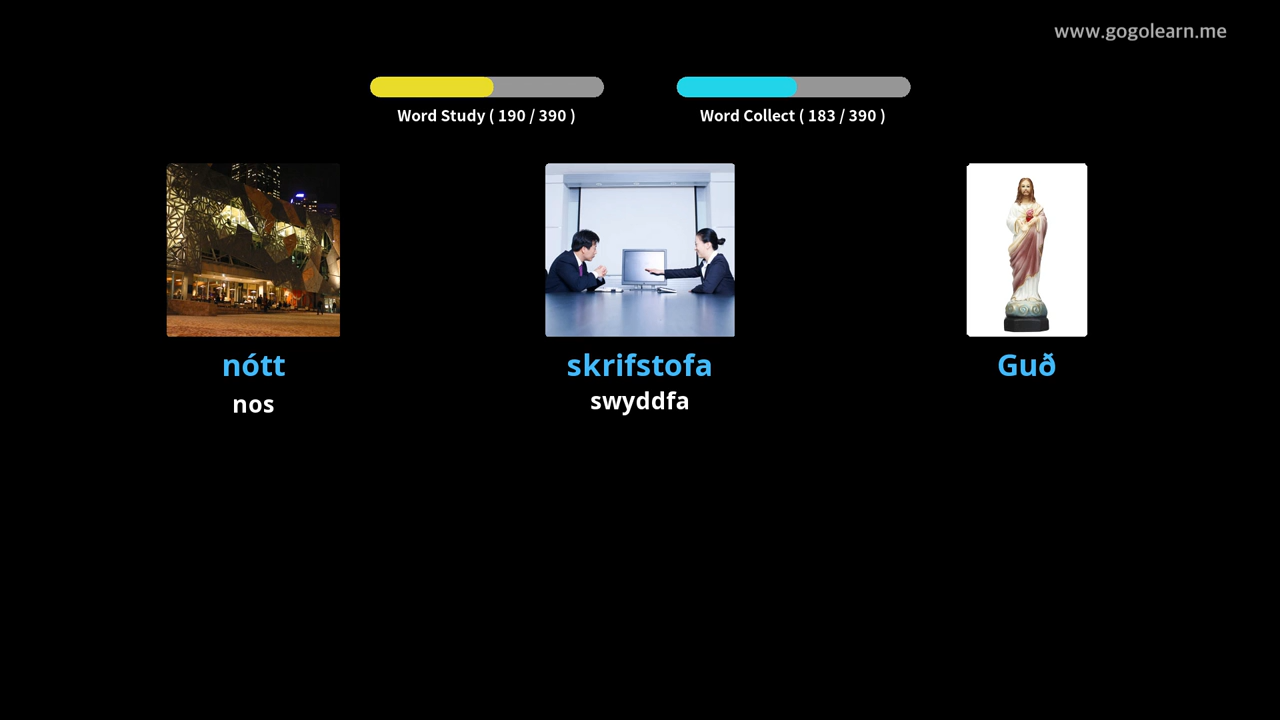 www.gogolearn.me
Word Study ( 190 / 390 )
Word Collect ( 183 / 390 )
nótt
nos
skrifstofa
swyddfa
Guð